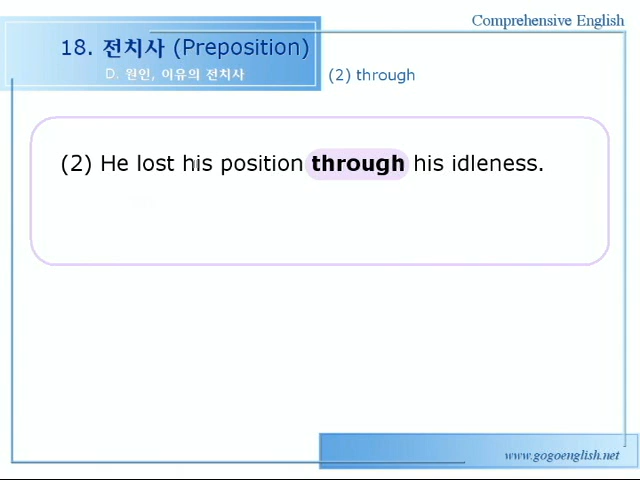 Comprehensive English
18. 전치사 (Preposition)
D. 원인, 이유의 전치사
(2) through
(2) He lost his position through his idleness.
www.gogoenglish.net